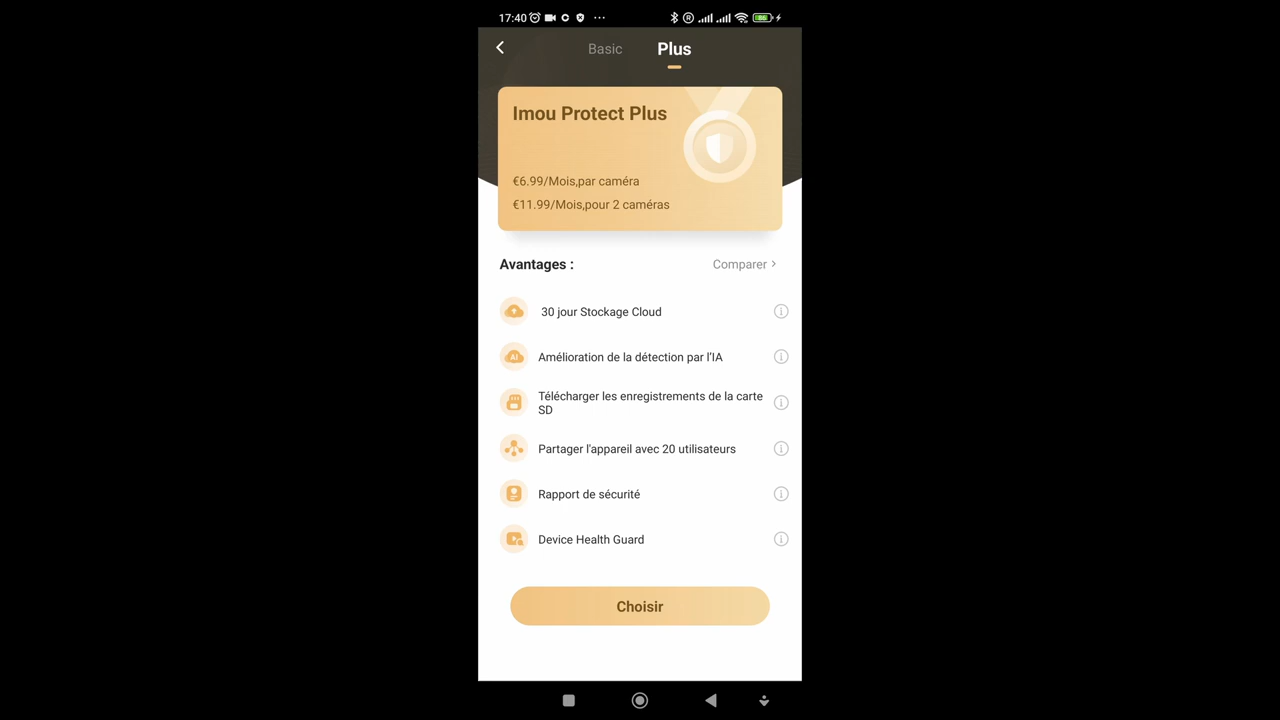 17:40
86
Basic
Plus
Imou Protect Plus
€6.99/Mois,par caméra
€11.99/Mois,pour 2 caméras
Avantages :
Comparer
30 jour Stockage Cloud
AI
Amélioration de la détection par l'IA
Télécharger les enregistrements de la carte
SD
Partager l'appareil avec 20 utilisateurs
Rapport de sécurité
Device Health Guard
Choisir